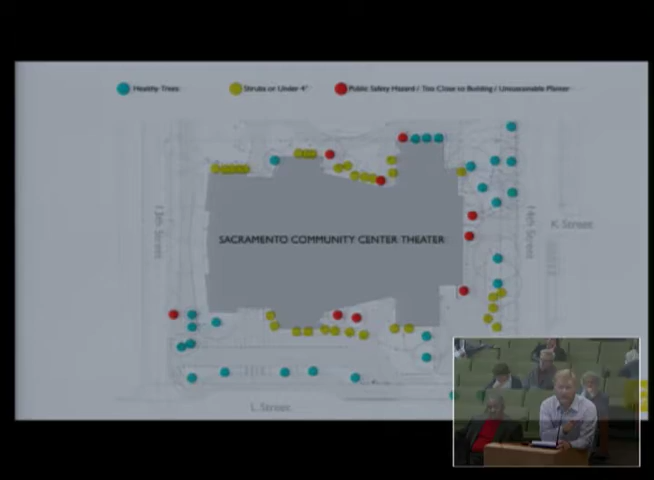 Healthy Trees
Shrubs or Under 4"
Public Safety Hazard / Too Close to Building / Unsustainable Planter
13th Street
14th Street
K Street
SACRAMENTO COMMUNITY CENTER THEATER
L Street